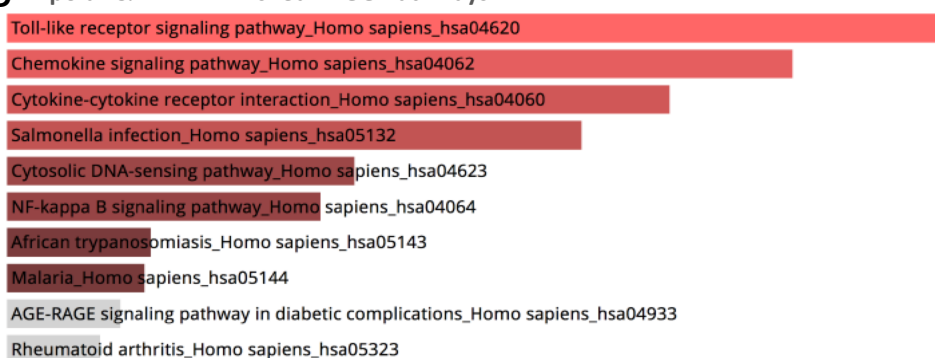 Toll-like receptor signaling pathway_Homo sapiens_hsa04620
Chemokine signaling pathway_Homo sapiens_hsa04062
Cytokine-cytokine receptor interaction_Homo sapiens_hsa04060
Salmonella infection_Homo sapiens_hsa05132
Cytosolic DNA-sensing pathway_Homo sapiens_hsa04623
NF-kappa B signaling pathway_Homo sapiens_hsa04064
African trypanosomiasis_Homo sapiens_hsa05143
Malaria_Homo sapiens_hsa05144
AGE-RAGE signaling pathway in diabetic complications_Homo sapiens_hsa04933
Rheumatoid arthritis_Homo sapiens_hsa05323